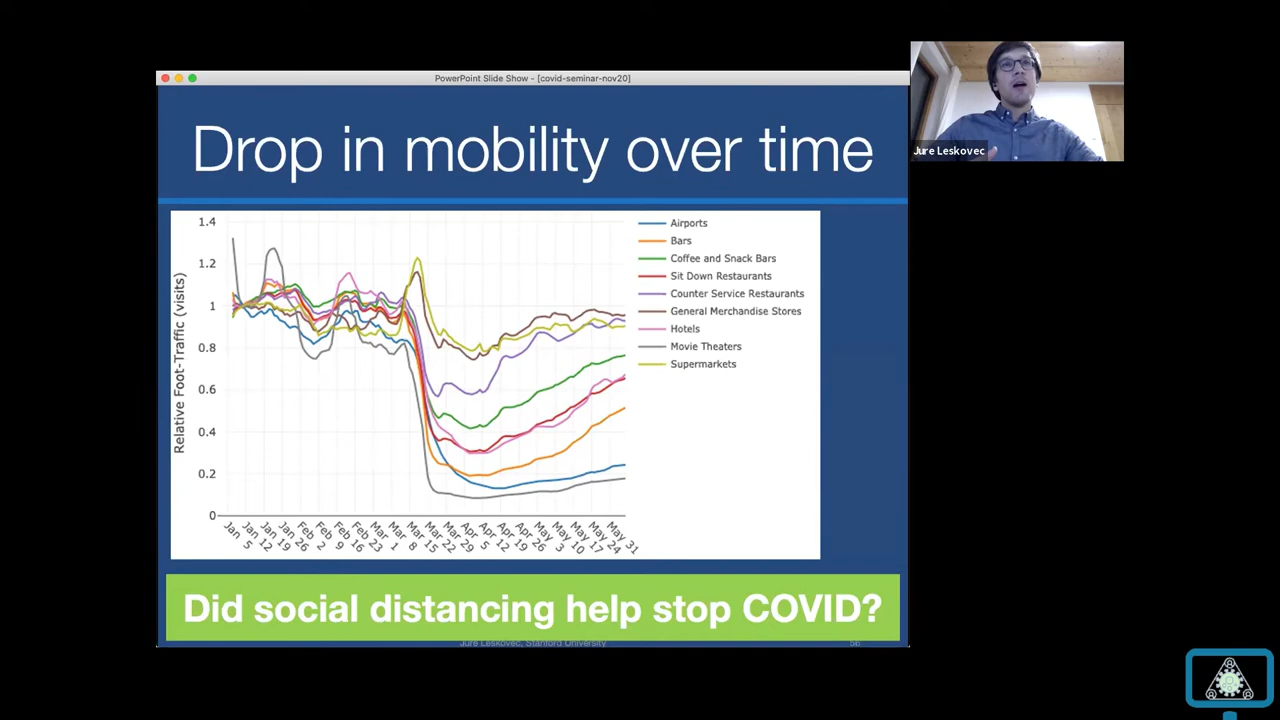 PowerPoint Slide Show - [covid-seminar-nov20]
Jure Leskovec
Drop in mobility over time
Relative Foot-Traffic (visits)
1.4
1.2
1
0.8
0.6
0.4
0.2
0
Jan 5
Jan 12
Jan 19
Jan 26
Feb 2
Feb 9
Feb 16
Feb 23
Mar 1
Mar 8
Mar 15
Mar 22
Mar 29
Apr 5
Apr 12
Apr 19
Apr 26
May 3
May 10
May 17
May 24
May 31
Airports
Bars
Coffee and Snack Bars
Sit Down Restaurants
Counter Service Restaurants
General Merchandise Stores
Hotels
Movie Theaters
Supermarkets
Did social distancing help stop COVID?
Jure Leskovec, Stanford University
56